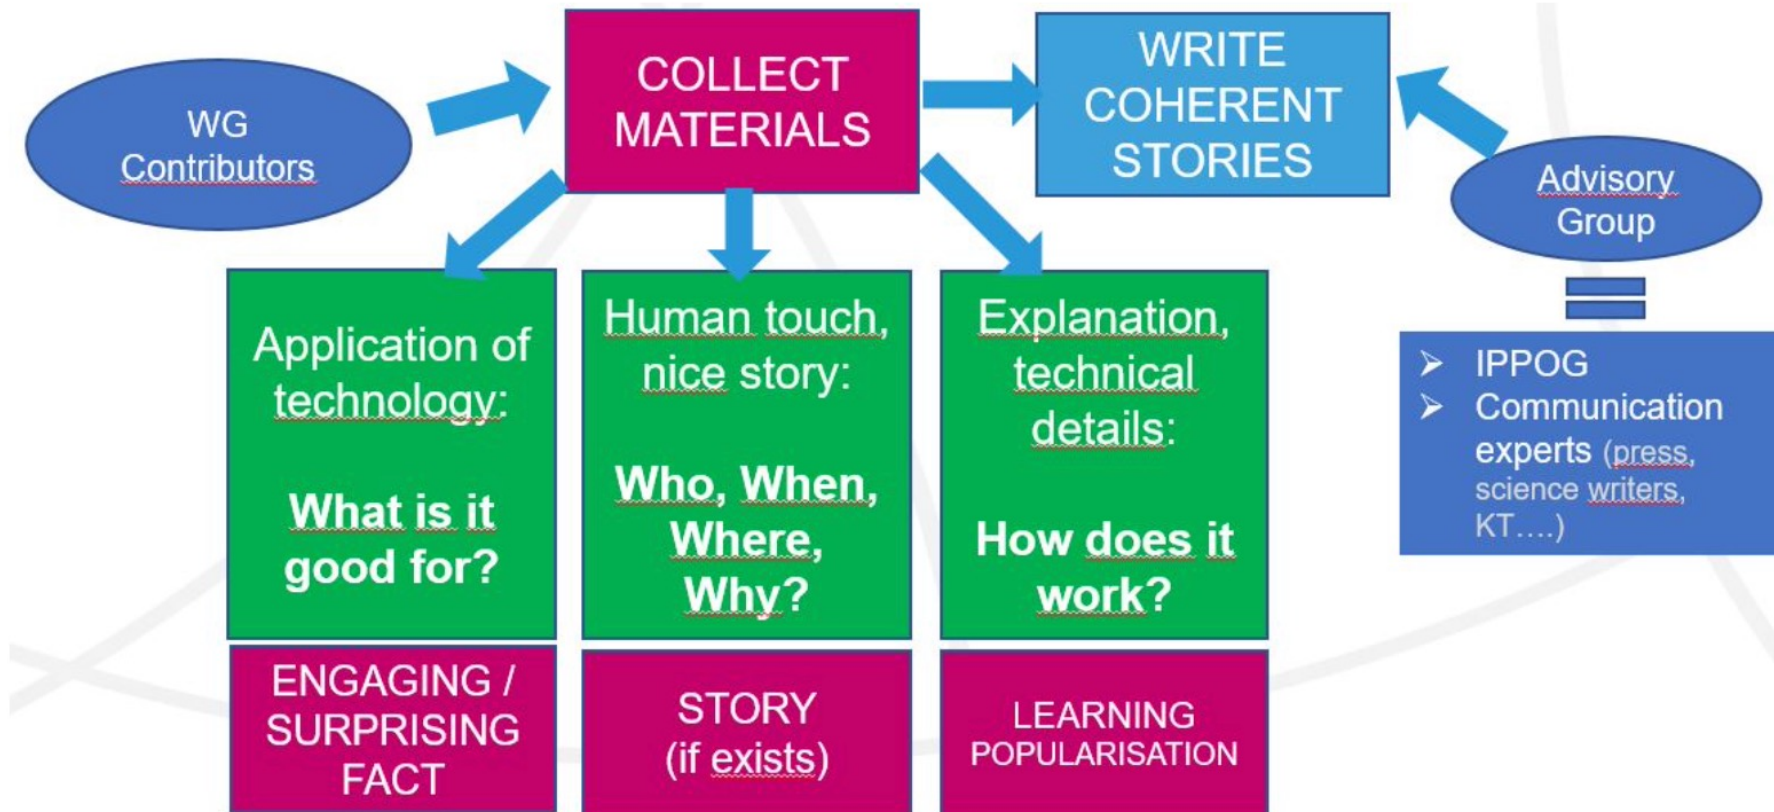 WG
Contributors
COLLECT
MATERIALS
WRITE
COHERENT
STORIES
Advisory
Group
➢ IPPOG
➢ Communication
experts (press,
science writers,
KT....)
Application of
technology:
What is it
good for?
ENGAGING /
SURPRISING
FACT
Human touch,
nice story:
Who, When,
Where,
Why?
STORY
(if exists)
Explanation,
technical
details:
How does it
work?
LEARNING
POPULARISATION